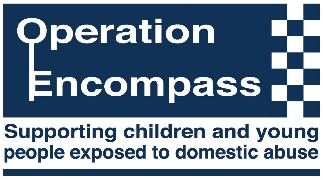 Operation
Encompass
Supporting children and young
people exposed to domestic abuse